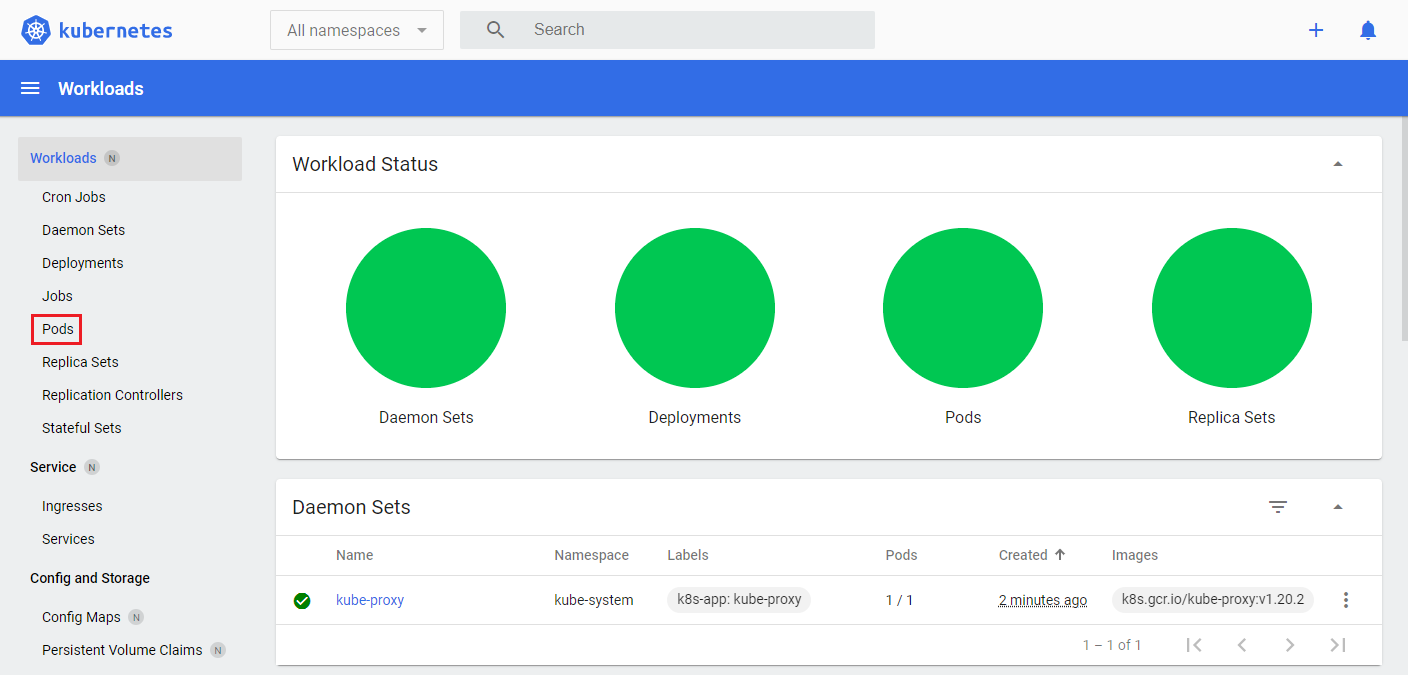 kubernetes
All namespaces
Search
Workloads
Workloads N
Cron Jobs
Daemon Sets
Deployments
Jobs
Pods
Replica Sets
Replication Controllers
Stateful Sets
Service N
Ingresses
Services
Config and Storage
Config Maps N
Persistent Volume Claims N
Workload Status
Daemon Sets Deployments Pods Replica Sets
Daemon Sets
Name Namespace Labels Pods Created Images
kube-proxy kube-system k8s-app: kube-proxy 1 / 1 2 minutes ago k8s.gcr.io/kube-proxy:v1.20.2
1 – 1 of 1